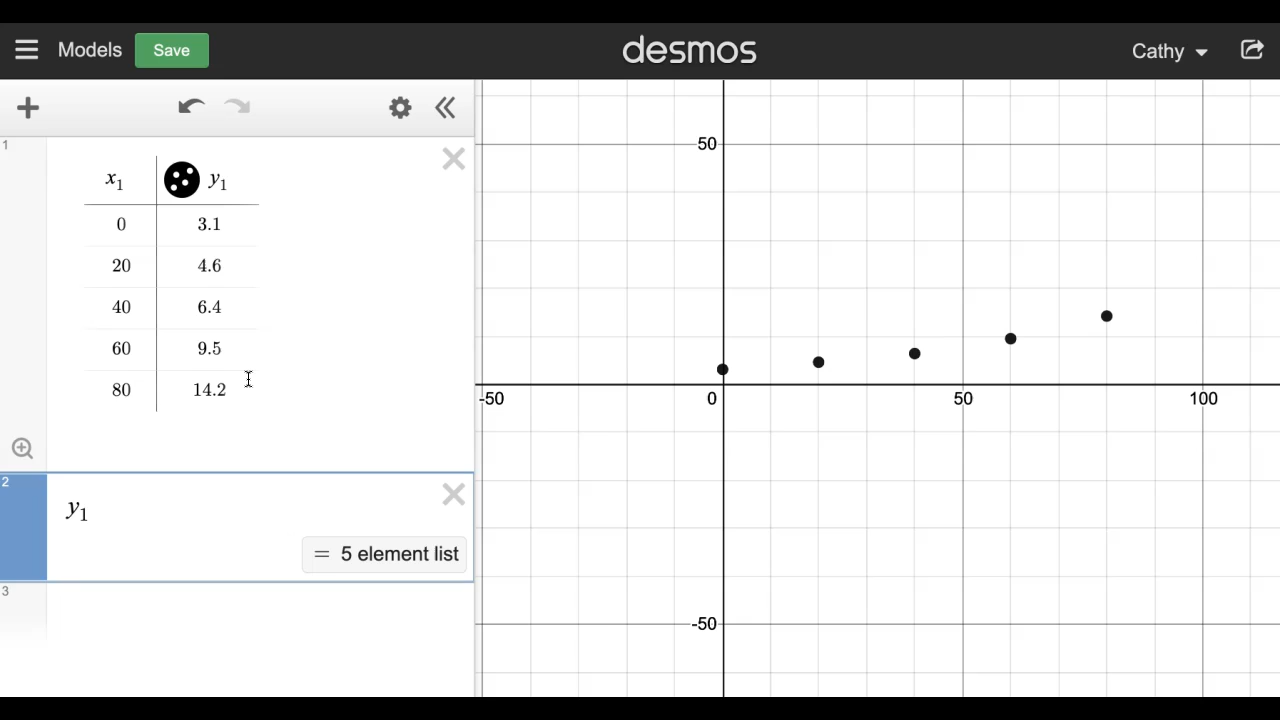 Models Save desmos Cathy
1
x₁ y₁
0 3.1
20 4.6
40 6.4
60 9.5
80 14.2
2
y₁
= 5 element list
3
50
-50 0 50 100
-50